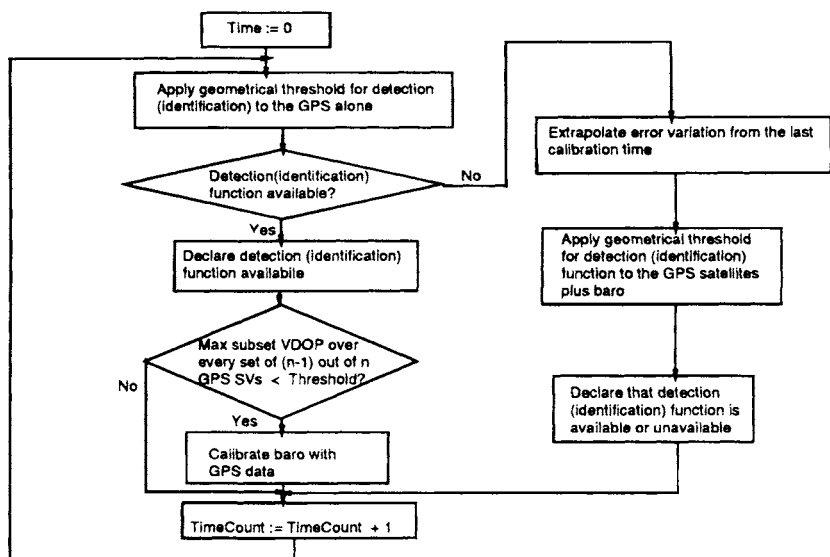 Time := 0
Apply geometrical threshold for detection
(identification) to the GPS alone
Detection(identification)
function available?
No
Yes
Declare detection (identification)
function availabile
Max subset VDOP over
every set of (n-1) out of n
GPS SVs < Threshold?
No
Yes
Calibrate baro with
GPS data
TimeCount := TimeCount + 1
Extrapolate error variation from the last
calibration time
Apply geometrical threshold
for detection (identification)
function to the GPS satellites
plus baro
Declare that detection
(identification) function is
available or unavailable